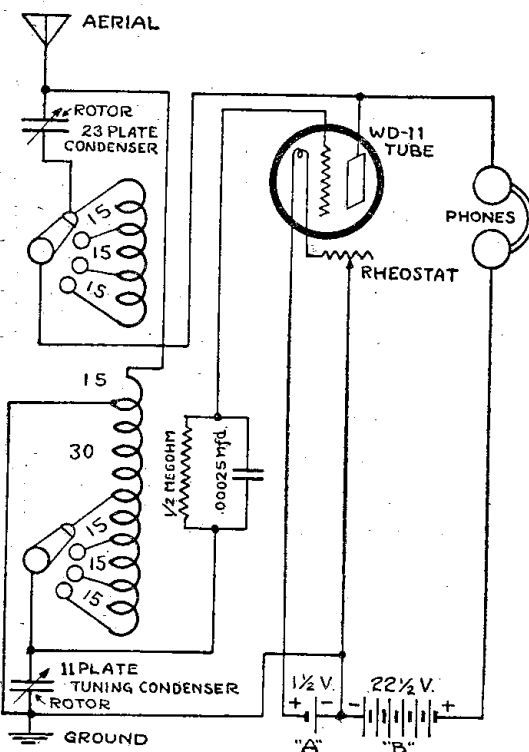 AERIAL
ROTOR
23 PLATE
CONDENSER
15
15
15
WD-11
TUBE
PHONES
RHEOSTAT
15
30
15
15
15
1/2 MEGOHM
.00025 mfd.
11 PLATE
TUNING CONDENSER
ROTOR
GROUND
1½ V.
+ -
"A"
22½ V.
- +
"B"